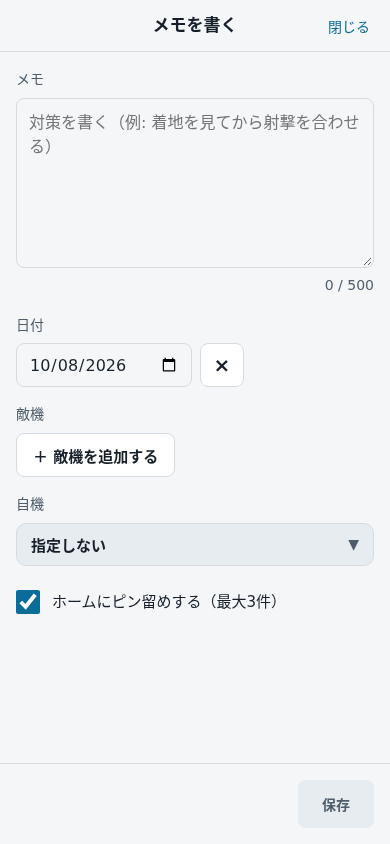 メモを書く
閉じる
メモ
対策を書く（例: 着地を見てから射撃を合わせ
る）
0 / 500
日付
10/08/2026
×
敵機
＋ 敵機を追加する
自機
指定しない
▼
ホームにピン留めする（最大3件）
保存